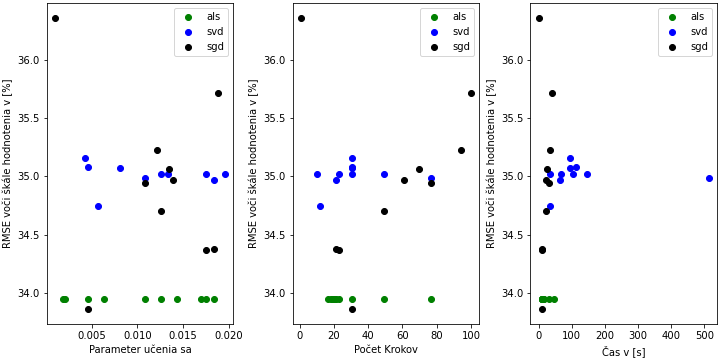 RMSE voči škále hodnotenia v [%]
36.0
35.5
35.0
34.5
34.0
als
svd
sgd
0.005
0.010
0.015
0.020
Parameter učenia sa
RMSE voči škále hodnotenia v [%]
36.0
35.5
35.0
34.5
34.0
als
svd
sgd
0
20
40
60
80
100
Počet Krokov
RMSE voči škále hodnotenia v [%]
36.0
35.5
35.0
34.5
34.0
als
svd
sgd
0
100
200
300
400
500
Čas v [s]